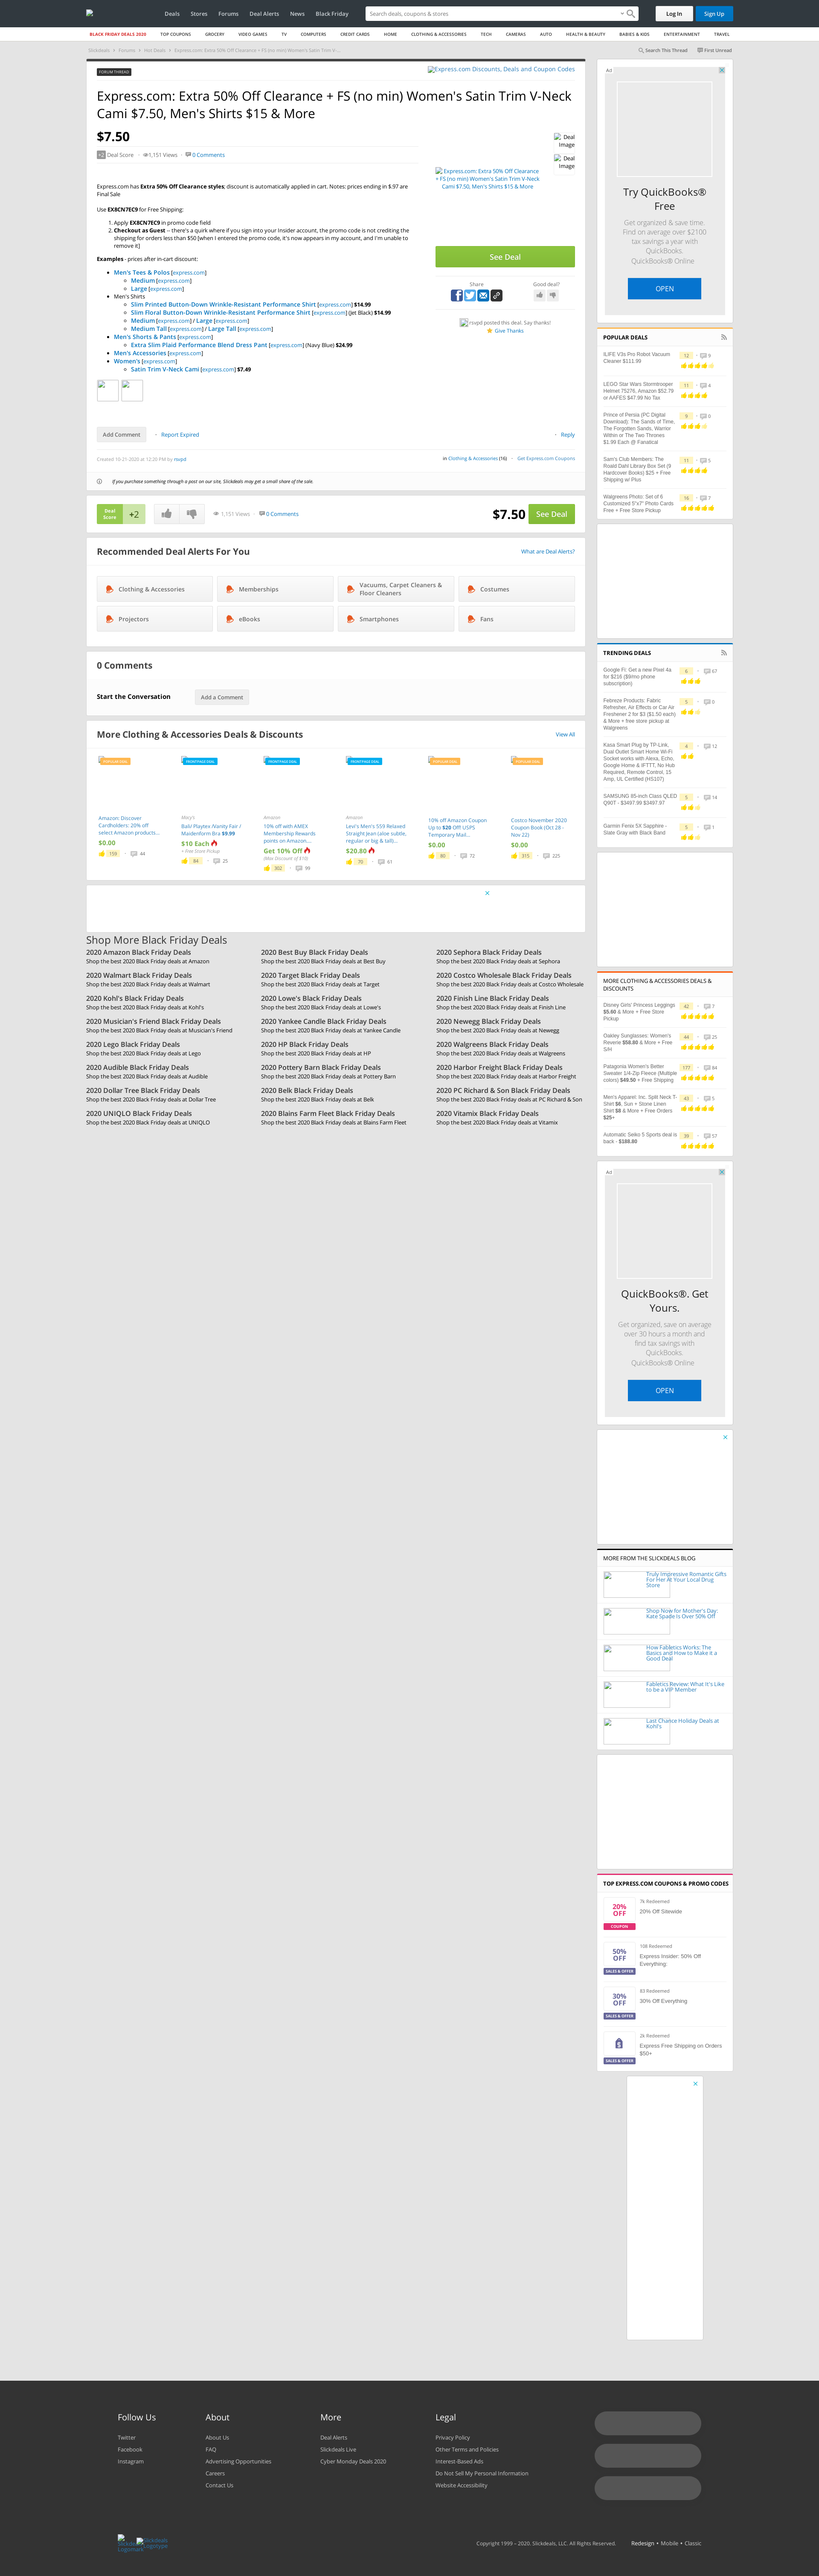 Deals Stores Forums Deal Alerts News Black Friday Search deals, coupons & stores Log In Sign Up
BLACK FRIDAY DEALS 2020 TOP COUPONS GROCERY VIDEO GAMES TV COMPUTERS CREDIT CARDS HOME CLOTHING & ACCESSORIES TECH CAMERAS AUTO HEALTH & BEAUTY BABIES & KIDS ENTERTAINMENT TRAVEL
Slickdeals Forums Hot Deals Express.com: Extra 50% Off Clearance + FS (no min) Women's Satin Trim V-... Search This Thread First Unread
FORUM THREAD
Express.com Discounts, Deals and Coupon Codes
Express.com: Extra 50% Off Clearance + FS (no min) Women's Satin Trim V-Neck
Cami $7.50, Men's Shirts $15 & More
$7.50
+2 Deal Score 1,151 Views 0 Comments
Express.com has Extra 50% Off Clearance styles; discount is automatically applied in cart. Notes: prices ending in $.97 are
Final Sale
Use EX8CN7EC9 for Free Shipping:
1. Apply EX8CN7EC9 in promo code field
2. Checkout as Guest -- there's a quirk where if you sign into your Insider account, the promo code is not crediting the
shipping for orders less than $50 [when I entered the promo code, it's now appears in my account, and I'm unable to
remove it]
Examples - prices after in-cart discount:
Men's Tees & Polos [express.com]
Medium [express.com]
Large [express.com]
Men's Shirts
Slim Printed Button-Down Wrinkle-Resistant Performance Shirt [express.com] $14.99
Slim Floral Button-Down Wrinkle-Resistant Performance Shirt [express.com] (Jet Black) $14.99
Medium [express.com] / Large [express.com]
Medium Tall [express.com] / Large Tall [express.com]
Men's Shorts & Pants [express.com]
Extra Slim Plaid Performance Blend Dress Pant [express.com] (Navy Blue) $24.99
Men's Accessories [express.com]
Women's [express.com]
Satin Trim V-Neck Cami [express.com] $7.49
Add Comment Report Expired Reply
Created 10-21-2020 at 12:20 PM by rsvpd
in Clothing & Accessories (16) Get Express.com Coupons
If you purchase something through a post on our site, Slickdeals may get a small share of the sale.
Deal Image
Deal Image
Express.com: Extra 50% Off Clearance
+ FS (no min) Women's Satin Trim V-Neck
Cami $7.50, Men's Shirts $15 & More
See Deal
Share Good deal?
rsvpd posted this deal. Say thanks!
Give Thanks
Deal Score +2 1,151 Views 0 Comments $7.50 See Deal
Recommended Deal Alerts For You What are Deal Alerts?
Clothing & Accessories Memberships Vacuums, Carpet Cleaners & Floor Cleaners Costumes
Projectors eBooks Smartphones Fans
0 Comments
Start the Conversation Add a Comment
More Clothing & Accessories Deals & Discounts View All
POPULAR DEAL
Amazon: Discover
Cardholders: 20% off
select Amazon products,...
$0.00
159 44
FRONTPAGE DEAL
Macy's
Bali/ Playtex /Vanity Fair /
Maidenform Bra $9.99
$10 Each
+ Free Store Pickup
84 25
FRONTPAGE DEAL
Amazon
10% off with AMEX
Membership Rewards
points on Amazon....
Get 10% Off
(Max Discount of $10)
302 99
FRONTPAGE DEAL
Amazon
Levi's Men's 559 Relaxed
Straight Jean (also subtle,
regular or big & tall)...
$20.80
70 61
POPULAR DEAL
10% off Amazon Coupon
Up to $20 Off! USPS
Temporary Mail...
$0.00
80 72
POPULAR DEAL
Costco November 2020
Coupon Book (Oct 28 -
Nov 22)
$0.00
315 225
Shop More Black Friday Deals
2020 Amazon Black Friday Deals 2020 Best Buy Black Friday Deals 2020 Sephora Black Friday Deals
Shop the best 2020 Black Friday deals at Amazon Shop the best 2020 Black Friday deals at Best Buy Shop the best 2020 Black Friday deals at Sephora
2020 Walmart Black Friday Deals 2020 Target Black Friday Deals 2020 Costco Wholesale Black Friday Deals
Shop the best 2020 Black Friday deals at Walmart Shop the best 2020 Black Friday deals at Target Shop the best 2020 Black Friday deals at Costco Wholesale
2020 Kohl's Black Friday Deals 2020 Lowe's Black Friday Deals 2020 Finish Line Black Friday Deals
Shop the best 2020 Black Friday deals at Kohl's Shop the best 2020 Black Friday deals at Lowe's Shop the best 2020 Black Friday deals at Finish Line
2020 Musician's Friend Black Friday Deals 2020 Yankee Candle Black Friday Deals 2020 Newegg Black Friday Deals
Shop the best 2020 Black Friday deals at Musician's Friend Shop the best 2020 Black Friday deals at Yankee Candle Shop the best 2020 Black Friday deals at Newegg
2020 Lego Black Friday Deals 2020 HP Black Friday Deals 2020 Walgreens Black Friday Deals
Shop the best 2020 Black Friday deals at Lego Shop the best 2020 Black Friday deals at HP Shop the best 2020 Black Friday deals at Walgreens
2020 Audible Black Friday Deals 2020 Pottery Barn Black Friday Deals 2020 Harbor Freight Black Friday Deals
Shop the best 2020 Black Friday deals at Audible Shop the best 2020 Black Friday deals at Pottery Barn Shop the best 2020 Black Friday deals at Harbor Freight
2020 Dollar Tree Black Friday Deals 2020 Belk Black Friday Deals 2020 PC Richard & Son Black Friday Deals
Shop the best 2020 Black Friday deals at Dollar Tree Shop the best 2020 Black Friday deals at Belk Shop the best 2020 Black Friday deals at PC Richard & Son
2020 UNIQLO Black Friday Deals 2020 Blains Farm Fleet Black Friday Deals 2020 Vitamix Black Friday Deals
Shop the best 2020 Black Friday deals at UNIQLO Shop the best 2020 Black Friday deals at Blains Farm Fleet Shop the best 2020 Black Friday deals at Vitamix
Ad
Try QuickBooks®
Free
Get organized & save time.
Find on average over $2100
tax savings a year with
QuickBooks.
QuickBooks® Online
OPEN
POPULAR DEALS
ILIFE V3s Pro Robot Vacuum 12 9
Cleaner $111.99
LEGO Star Wars Stormtrooper 11 4
Helmet 75276, Amazon $52.79
or AAFES $47.99 No Tax
Prince of Persia (PC Digital 9 0
Download): The Sands of Time,
The Forgotten Sands, Warrior
Within or The Two Thrones
$1.99 Each @ Fanatical
Sam's Club Members: The 11 5
Roald Dahl Library Box Set (9
Hardcover Books) $25 + Free
Shipping w/ Plus
Walgreens Photo: Set of 6 16 7
Customized 5"x7" Photo Cards
Free + Free Store Pickup
TRENDING DEALS
Google Fi: Get a new Pixel 4a 6 67
for $216 ($9/mo phone
subscription)
Febreze Products: Fabric 5 0
Refresher, Air Effects or Car Air
Freshener 2 for $3 ($1.50 each)
& More + free store pickup at
Walgreens
Kasa Smart Plug by TP-Link, 4 12
Dual Outlet Smart Home Wi-Fi
Socket works with Alexa, Echo,
Google Home & IFTTT, No Hub
Required, Remote Control, 15
Amp, UL Certified (HS107)
SAMSUNG 85-inch Class QLED 5 14
Q90T - $3497.99 $3497.97
Garmin Fenix 5X Sapphire - 5 1
Slate Gray with Black Band
MORE CLOTHING & ACCESSORIES DEALS &
DISCOUNTS
Disney Girls' Princess Leggings 42 7
$5.60 & More + Free Store
Pickup
Oakley Sunglasses: Women's 44 25
Reverie $58.80 & More + Free
S/H
Patagonia Women's Better 177 84
Sweater 1/4-Zip Fleece (Multiple
colors) $49.50 + Free Shipping
Men's Apparel: Inc. Split Neck T- 43 5
Shirt $6, Sun + Stone Linen
Shirt $8 & More + Free Orders
$25+
Automatic Seiko 5 Sports deal is 39 57
back - $188.80
Ad
QuickBooks®. Get
Yours.
Get organized, save on average
over 30 hours a month and
find tax savings with
QuickBooks.
QuickBooks® Online
OPEN
MORE FROM THE SLICKDEALS BLOG
Truly Impressive Romantic Gifts
For Her At Your Local Drug
Store
Shop Now for Mother's Day:
Kate Spade Is Over 50% Off
How Fabletics Works: The
Basics and How to Make it a
Good Deal
Fabletics Review: What It's Like
to be a VIP Member
Last Chance Holiday Deals at
Kohl's
TOP EXPRESS.COM COUPONS & PROMO CODES
20% OFF COUPON
7k Redeemed
20% Off Sitewide
50% OFF SALES & OFFER
108 Redeemed
Express Insider: 50% Off
Everything
30% OFF SALES & OFFER
83 Redeemed
30% Off Everything
SALES & OFFER
2k Redeemed
Express Free Shipping on Orders
$50+
Follow Us About More Legal
Twitter About Us Deal Alerts Privacy Policy
Facebook FAQ Slickdeals Live Other Terms and Policies
Instagram Advertising Opportunities Cyber Monday Deals 2020 Interest-Based Ads
Careers Do Not Sell My Personal Information
Contact Us Website Accessibility
Slickdeals Logomark Slickdeals Logotype
Copyright 1999 – 2020. Slickdeals, LLC. All Rights Reserved. Redesign • Mobile • Classic